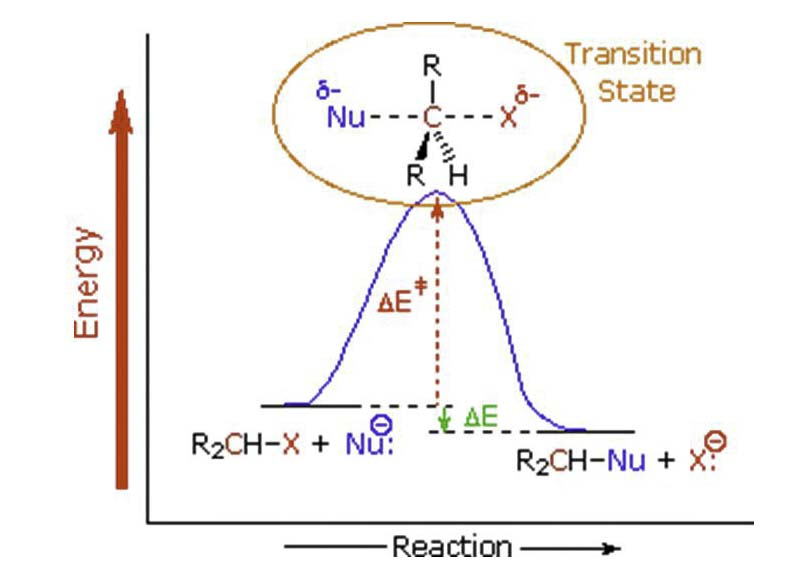 Transition
State
R
δ- δ-
Nu C X
R H
Energy
ΔE‡
ΔE
R₂CH–X + Nu:⊖
R₂CH–Nu + X:⊖
Reaction